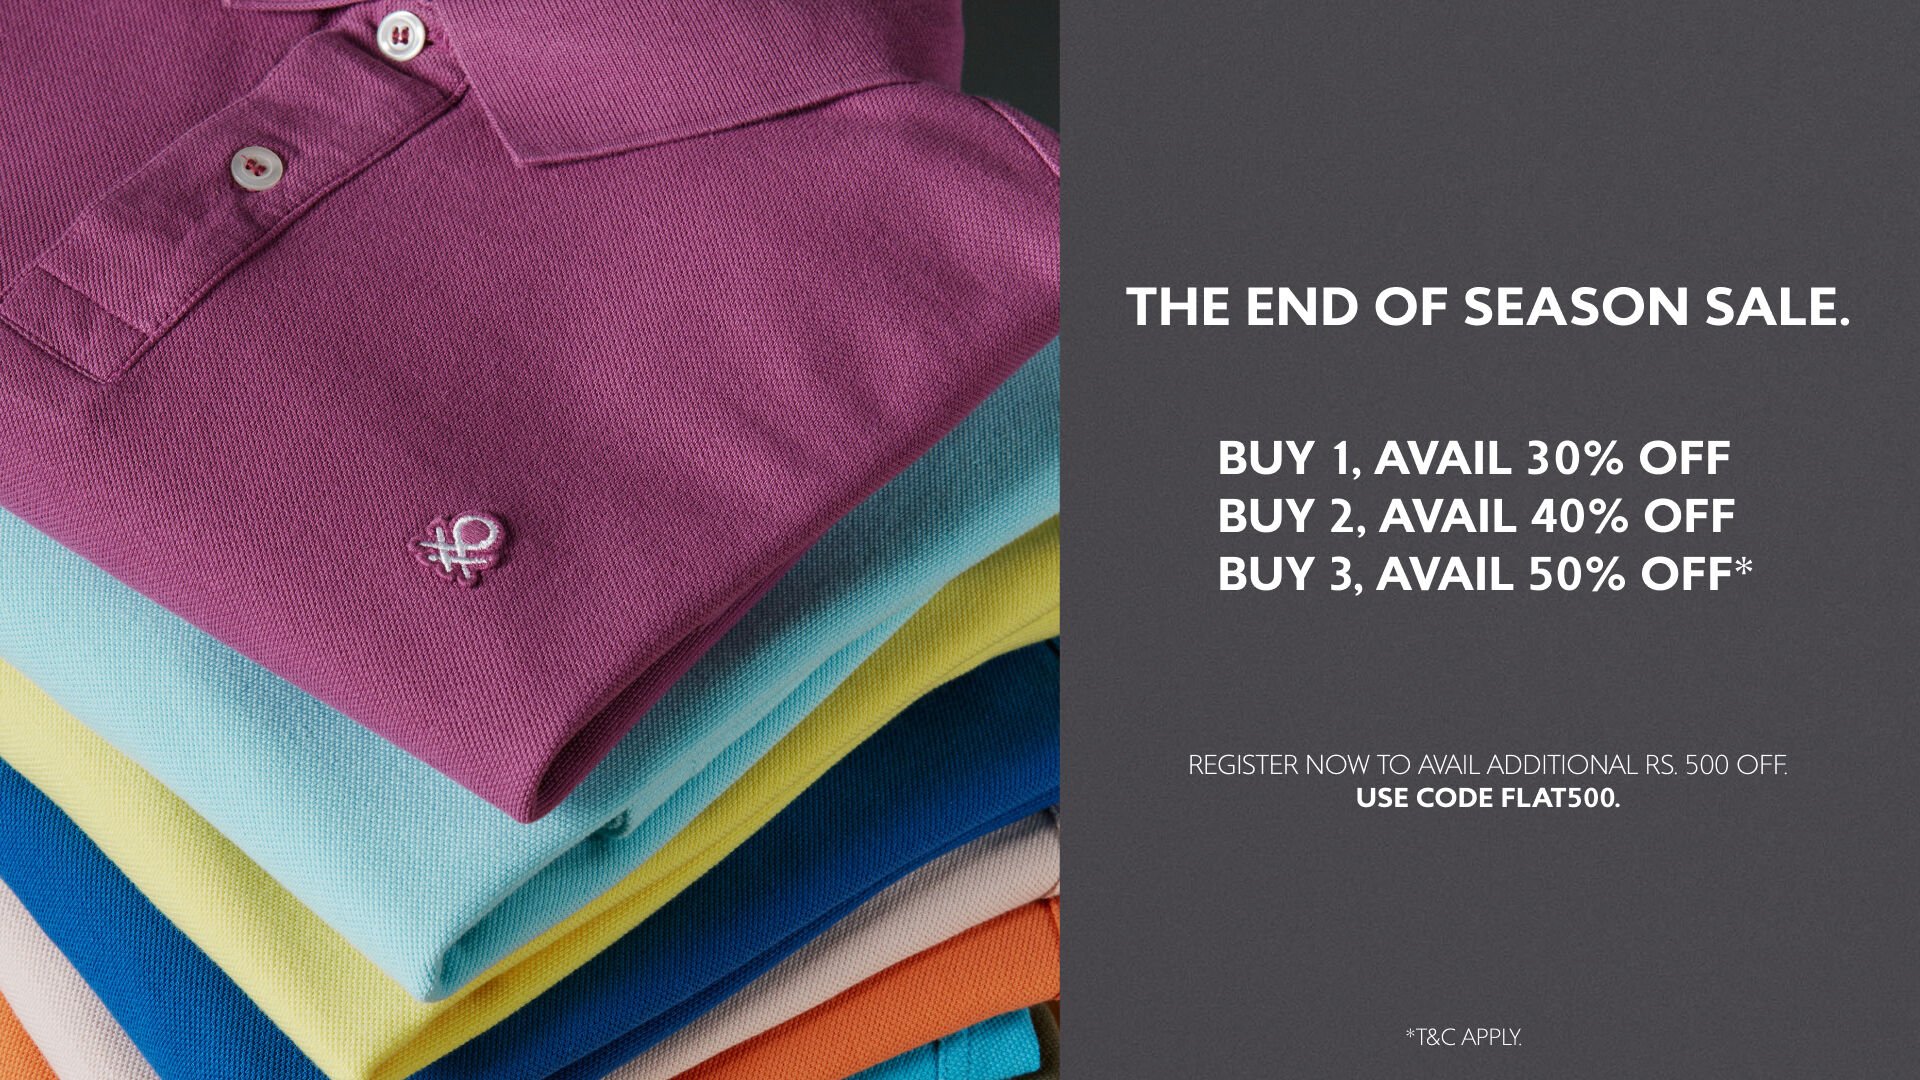 THE END OF SEASON SALE.
BUY 1, AVAIL 30% OFF
BUY 2, AVAIL 40% OFF
BUY 3, AVAIL 50% OFF*
REGISTER NOW TO AVAIL ADDITIONAL RS. 500 OFF.
USE CODE FLAT500.
*T&C APPLY.